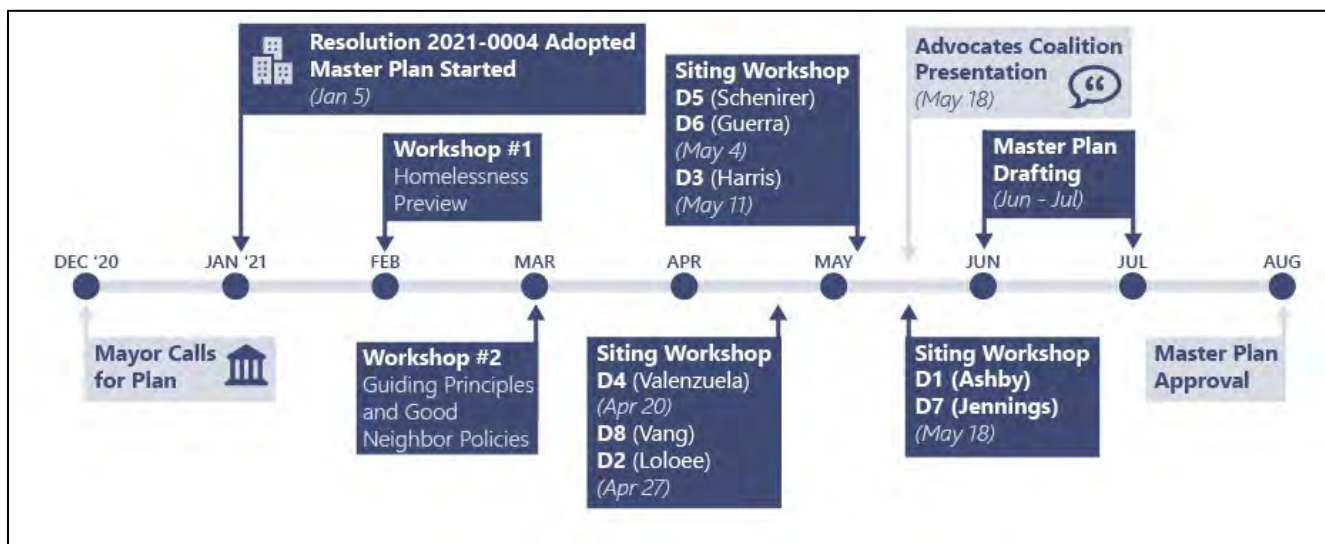 Resolution 2021-0004 Adopted
Master Plan Started
(Jan 5)
Workshop #1
Homelessness
Preview
Siting Workshop
D5 (Schenirer)
D6 (Guerra)
(May 4)
D3 (Harris)
(May 11)
Advocates Coalition
Presentation
(May 18)
Master Plan
Drafting
(Jun - Jul)
DEC '20
JAN '21
FEB
MAR
APR
MAY
JUN
JUL
AUG
Mayor Calls
for Plan
Workshop #2
Guiding Principles
and Good
Neighbor Policies
Siting Workshop
D4 (Valenzuela)
(Apr 20)
D8 (Vang)
D2 (Loloee)
(Apr 27)
Siting Workshop
D1 (Ashby)
D7 (Jennings)
(May 18)
Master Plan
Approval